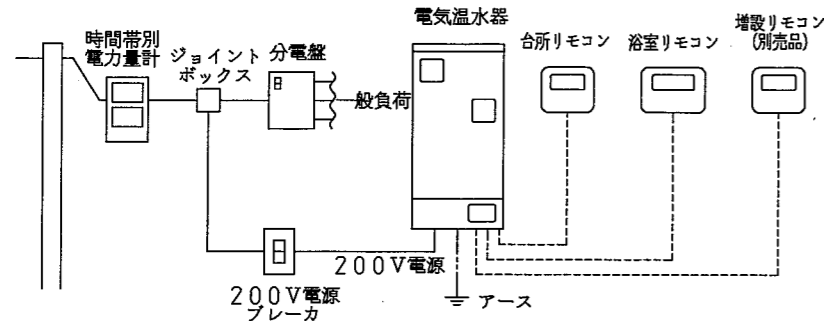 電気温水器
時間帯別
電力量計
ジョイント
ボックス
分電盤
一般負荷
台所リモコン
浴室リモコン
増設リモコン
(別売品)
200V電源
200V電源
ブレーカ
アース